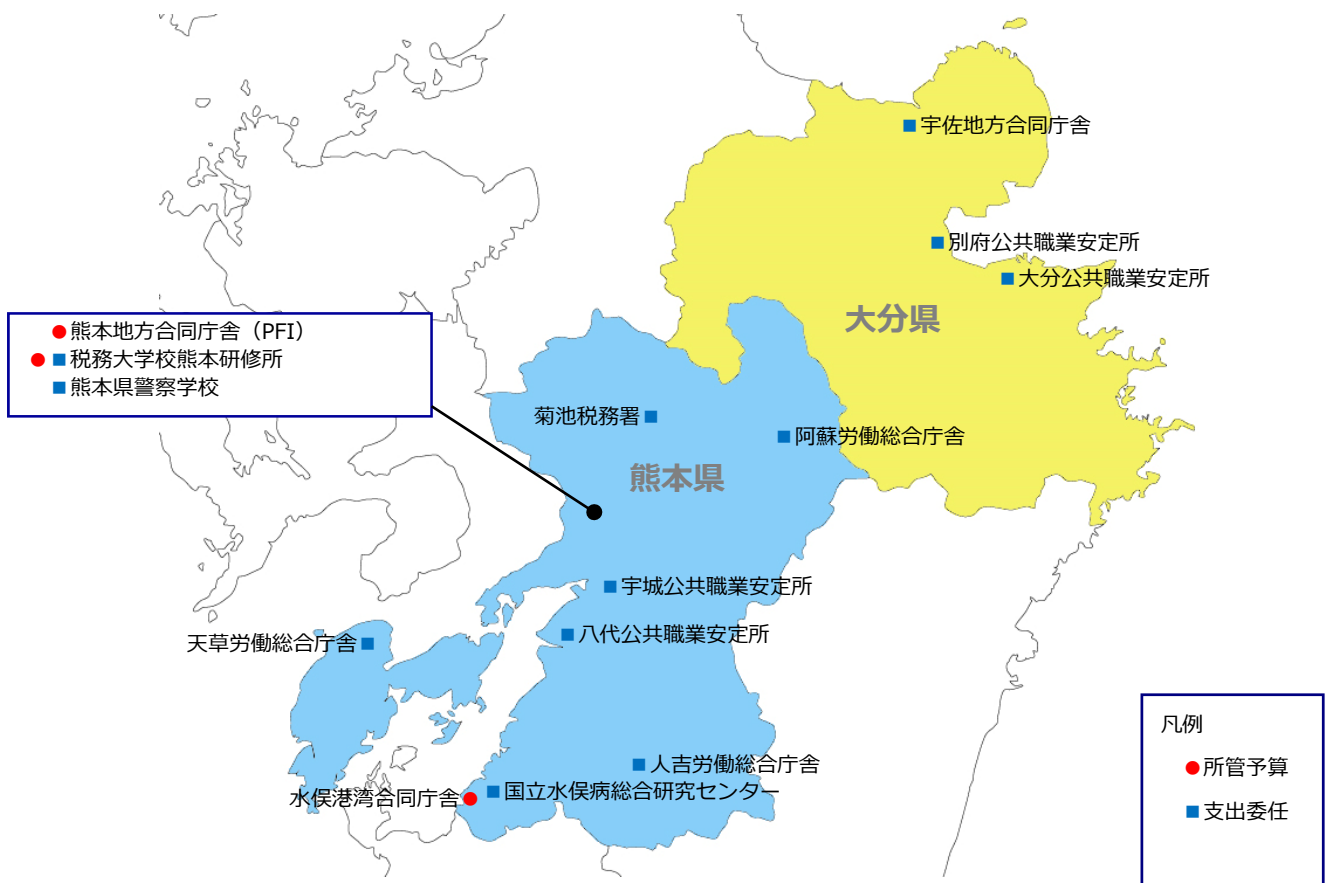 宇佐地方合同庁舎
別府公共職業安定所
大分公共職業安定所
大分県
熊本地方合同庁舎（PFI）
税務大学校熊本研修所
熊本県警察学校
菊池税務署
阿蘇労働総合庁舎
熊本県
宇城公共職業安定所
八代公共職業安定所
天草労働総合庁舎
人吉労働総合庁舎
国立水俣病総合研究センター
水俣港湾合同庁舎
凡例
所管予算
支出委任